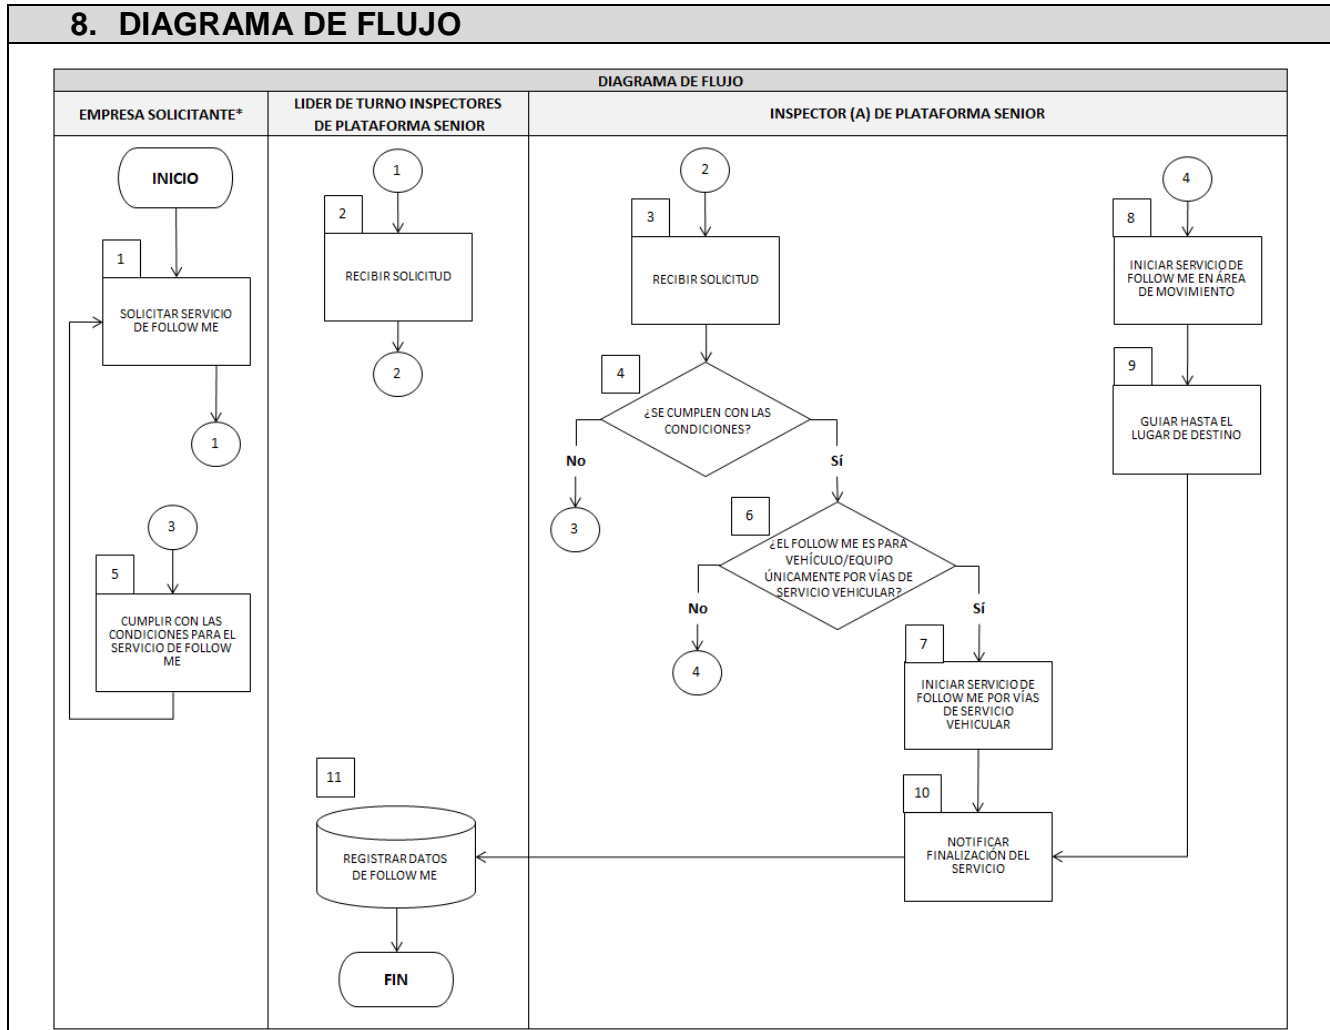 8. DIAGRAMA DE FLUJO
DIAGRAMA DE FLUJO
EMPRESA SOLICITANTE*
LIDER DE TURNO INSPECTORES
DE PLATAFORMA SENIOR
INSPECTOR (A) DE PLATAFORMA SENIOR
INICIO
1
SOLICITAR SERVICIO
DE FOLLOW ME
1
3
5
CUMPLIR CON LAS
CONDICIONES PARA EL
SERVICIO DE FOLLOW
ME
1
2
RECIBIR SOLICITUD
2
11
REGISTRAR DATOS
DE FOLLOW ME
FIN
2
3
RECIBIR SOLICITUD
4
¿SE CUMPLEN CON LAS
CONDICIONES?
No
Sí
3
6
¿EL FOLLOW ME ES PARA
VEHÍCULO/EQUIPO
ÚNICAMENTE POR VÍAS DE
SERVICIO VEHICULAR?
No
Sí
4
7
INICIAR SERVICIO DE
FOLLOW ME POR VÍAS
DE SERVICIO
VEHICULAR
10
NOTIFICAR
FINALIZACIÓN DEL
SERVICIO
4
8
INICIAR SERVICIO DE
FOLLOW ME EN ÁREA
DE MOVIMIENTO
9
GUIAR HASTA EL
LUGAR DE DESTINO